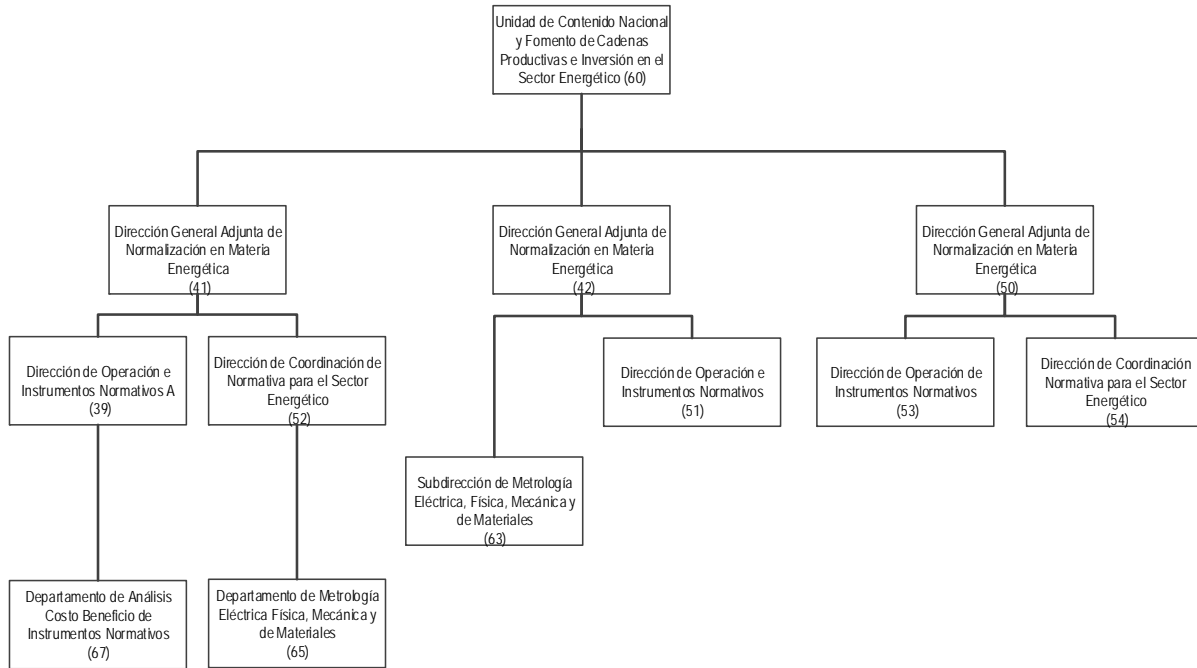 Unidad de Contenido Nacional
y Fomento de Cadenas
Productivas e Inversión en el
Sector Energético (60)
Dirección General Adjunta de
Normalización en Materia
Energética
(41)
Dirección General Adjunta de
Normalización en Materia
Energética
(42)
Dirección General Adjunta de
Normalización en Materia
Energética
(50)
Dirección de Operación e
Instrumentos Normativos A
(39)
Dirección de Coordinación de
Normativa para el Sector
Energético
(52)
Dirección de Operación e
Instrumentos Normativos
(51)
Dirección de Operación de
Instrumentos Normativos
(53)
Dirección de Coordinación
Normativa para el Sector
Energético
(54)
Subdirección de Metrología
Eléctrica, Física, Mecánica y
de Materiales
(63)
Departamento de Análisis
Costo Beneficio de
Instrumentos Normativos
(67)
Departamento de Metrología
Eléctrica Física, Mecánica y
de Materiales
(65)